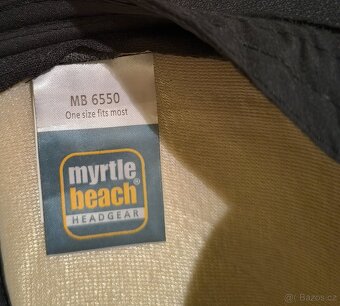 MB 6550
One size fits most
myrtle
beach®
HEADGEAR
© Bazos.cz